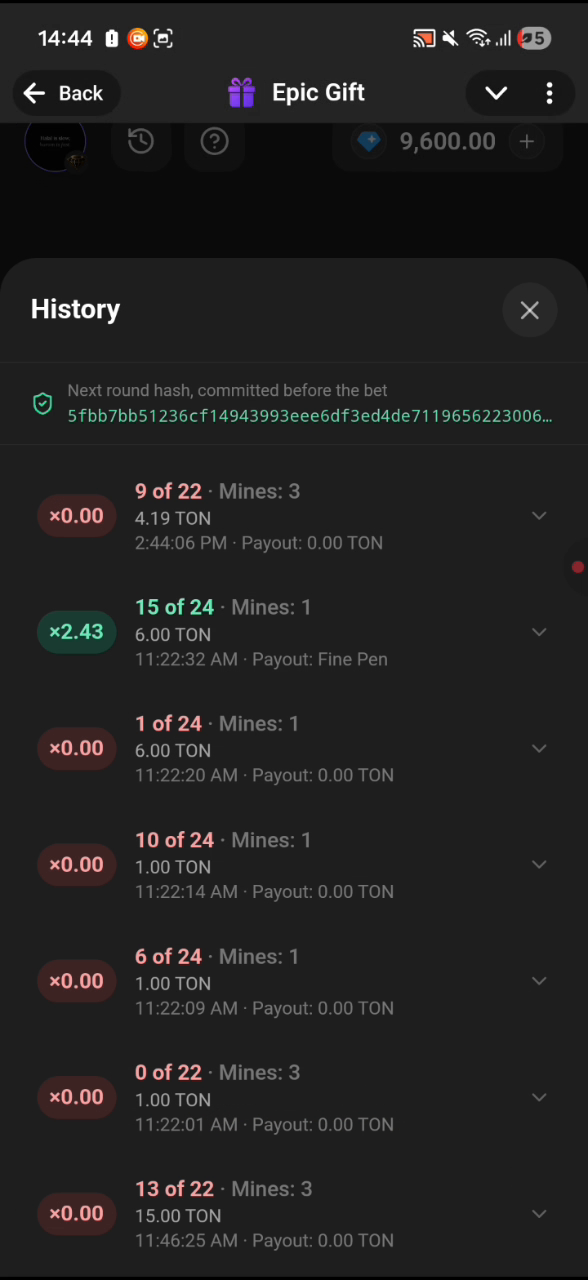 14:44
5
Back
Epic Gift
9,600.00
History
Next round hash, committed before the bet
5fbb7bb51236cf14943993eee6df3ed4de7119656223006…
×0.00
9 of 22 · Mines: 3
4.19 TON
2:44:06 PM · Payout: 0.00 TON
×2.43
15 of 24 · Mines: 1
6.00 TON
11:22:32 AM · Payout: Fine Pen
×0.00
1 of 24 · Mines: 1
6.00 TON
11:22:20 AM · Payout: 0.00 TON
×0.00
10 of 24 · Mines: 1
1.00 TON
11:22:14 AM · Payout: 0.00 TON
×0.00
6 of 24 · Mines: 1
1.00 TON
11:22:09 AM · Payout: 0.00 TON
×0.00
0 of 22 · Mines: 3
1.00 TON
11:22:01 AM · Payout: 0.00 TON
×0.00
13 of 22 · Mines: 3
15.00 TON
11:46:25 AM · Payout: 0.00 TON